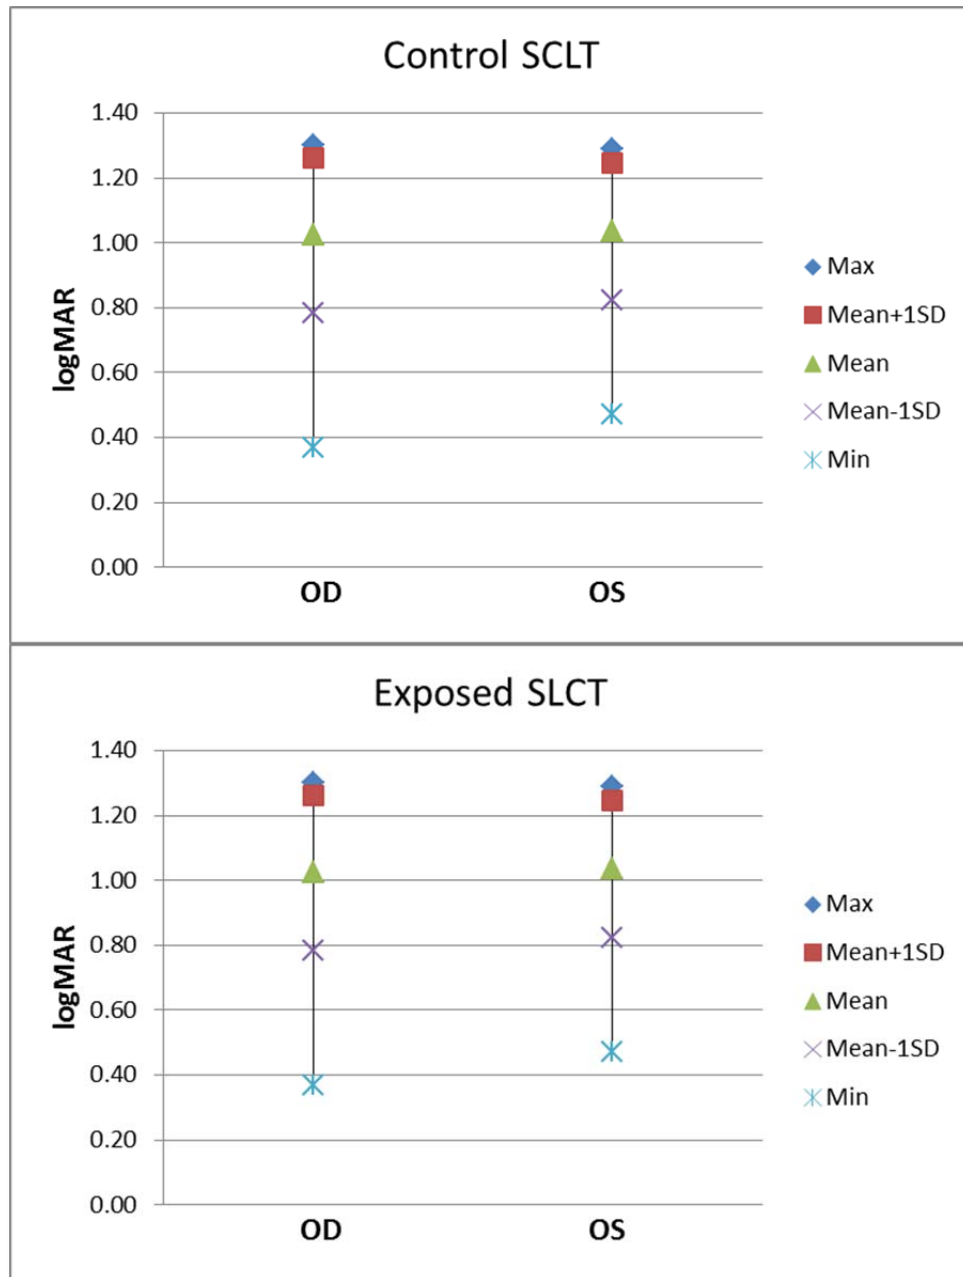 Control SCLT
1.40
1.20
1.00
0.80
0.60
0.40
0.20
0.00
logMAR
OD OS
Max
Mean+1SD
Mean
Mean-1SD
Min
Exposed SLCT
1.40
1.20
1.00
0.80
0.60
0.40
0.20
0.00
logMAR
OD OS
Max
Mean+1SD
Mean
Mean-1SD
Min